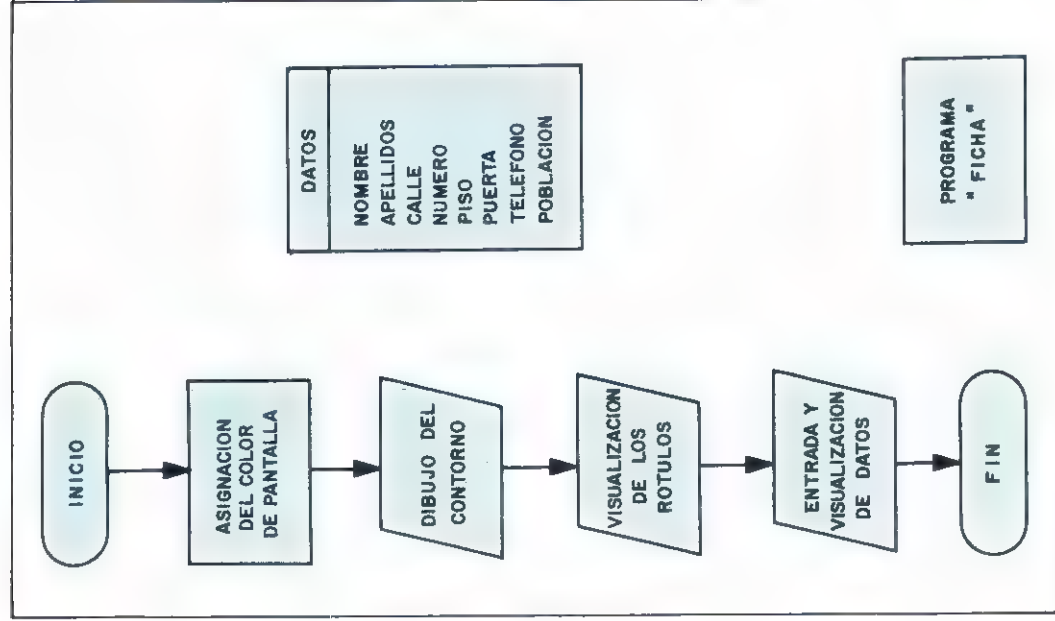 INICIO
ASIGNACION
DEL COLOR
DE PANTALLA
DIBUJO DEL
CONTORNO
VISUALIZACION
DE LOS
ROTULOS
ENTRADA Y
VISUALIZACION
DE DATOS
FIN
DATOS
NOMBRE
APELLIDOS
CALLE
NUMERO
PISO
PUERTA
TELEFONO
POBLACION
PROGRAMA
" FICHA "